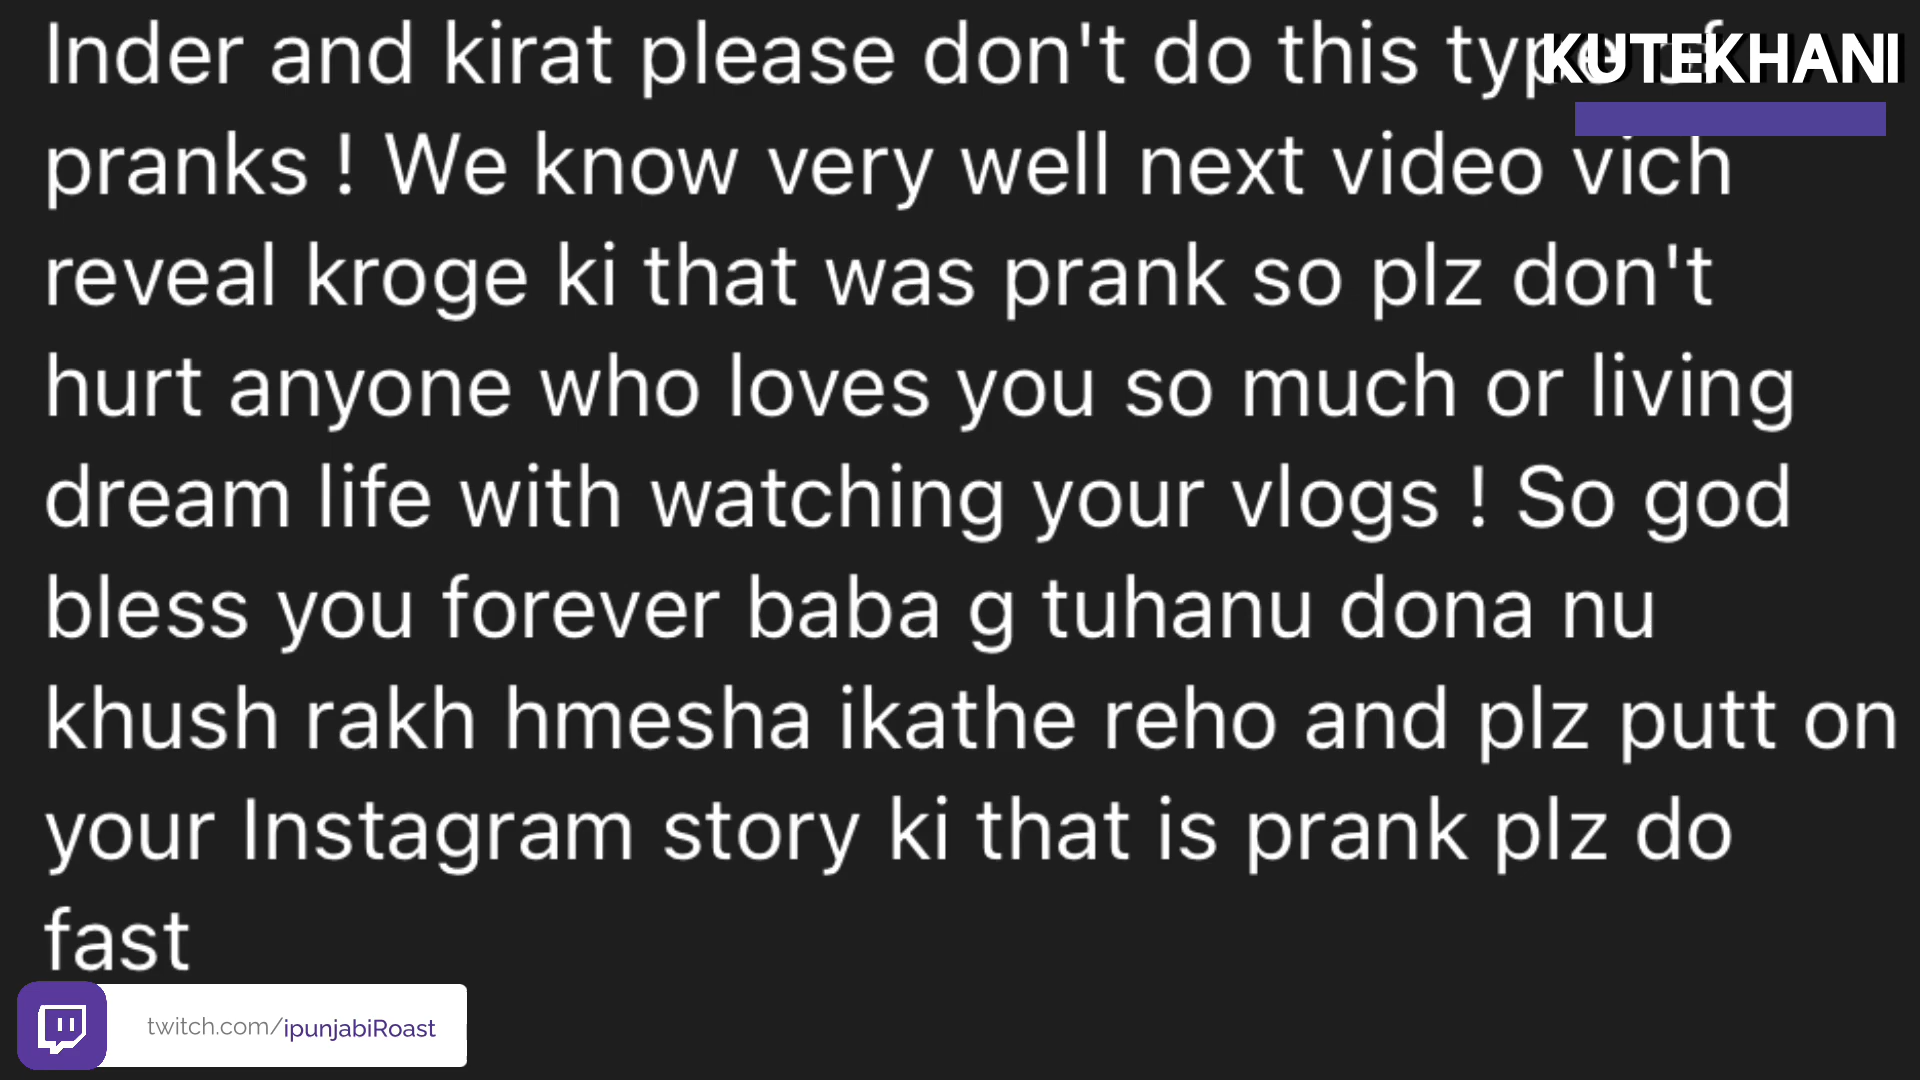 Inder and kirat please don't do this type of
KUTEKHANI
pranks ! We know very well next video vich
reveal kroge ki that was prank so plz don't
hurt anyone who loves you so much or living
dream life with watching your vlogs ! So god
bless you forever baba g tuhanu dona nu
khush rakh hmesha ikathe reho and plz putt on
your Instagram story ki that is prank plz do
fast
twitch.com/ipunjabiRoast